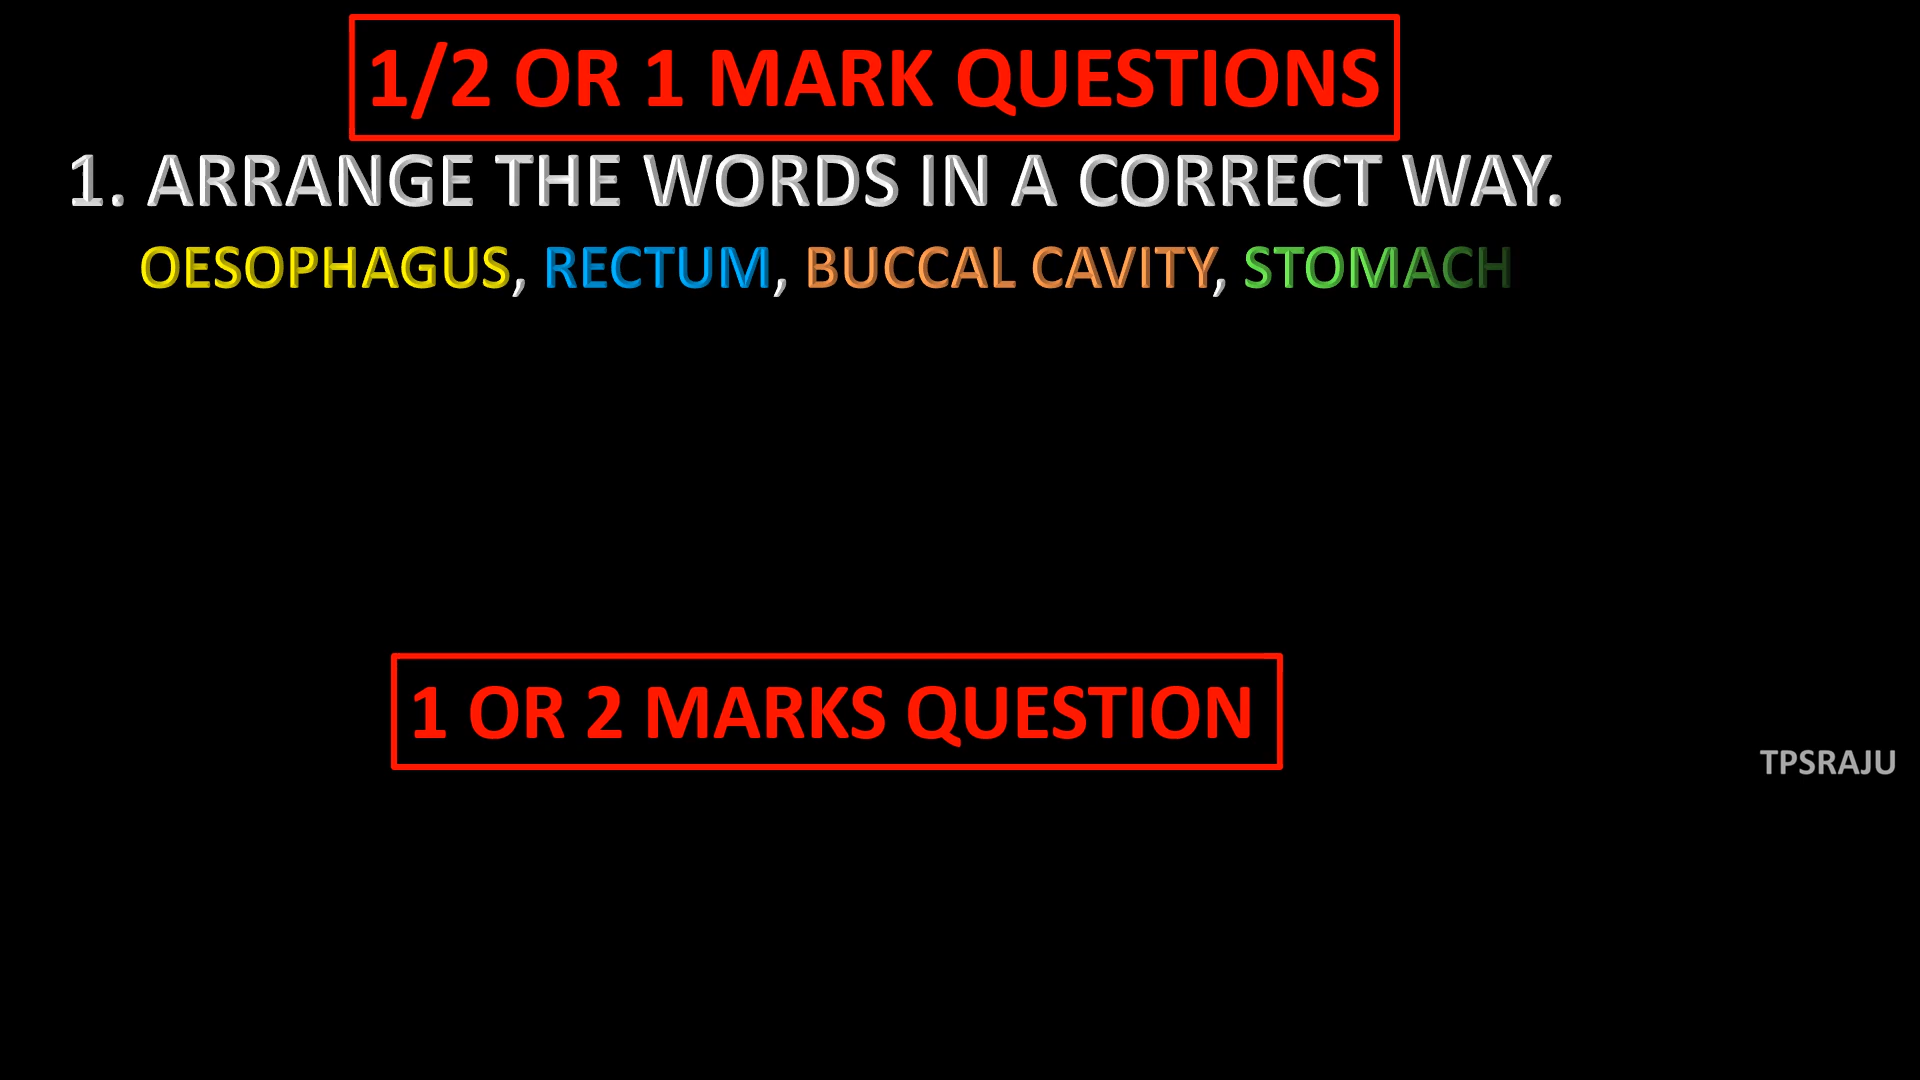 1/2 OR 1 MARK QUESTIONS
1. ARRANGE THE WORDS IN A CORRECT WAY.
OESOPHAGUS, RECTUM, BUCCAL CAVITY, STOMACH
1 OR 2 MARKS QUESTION
TPSRAJU